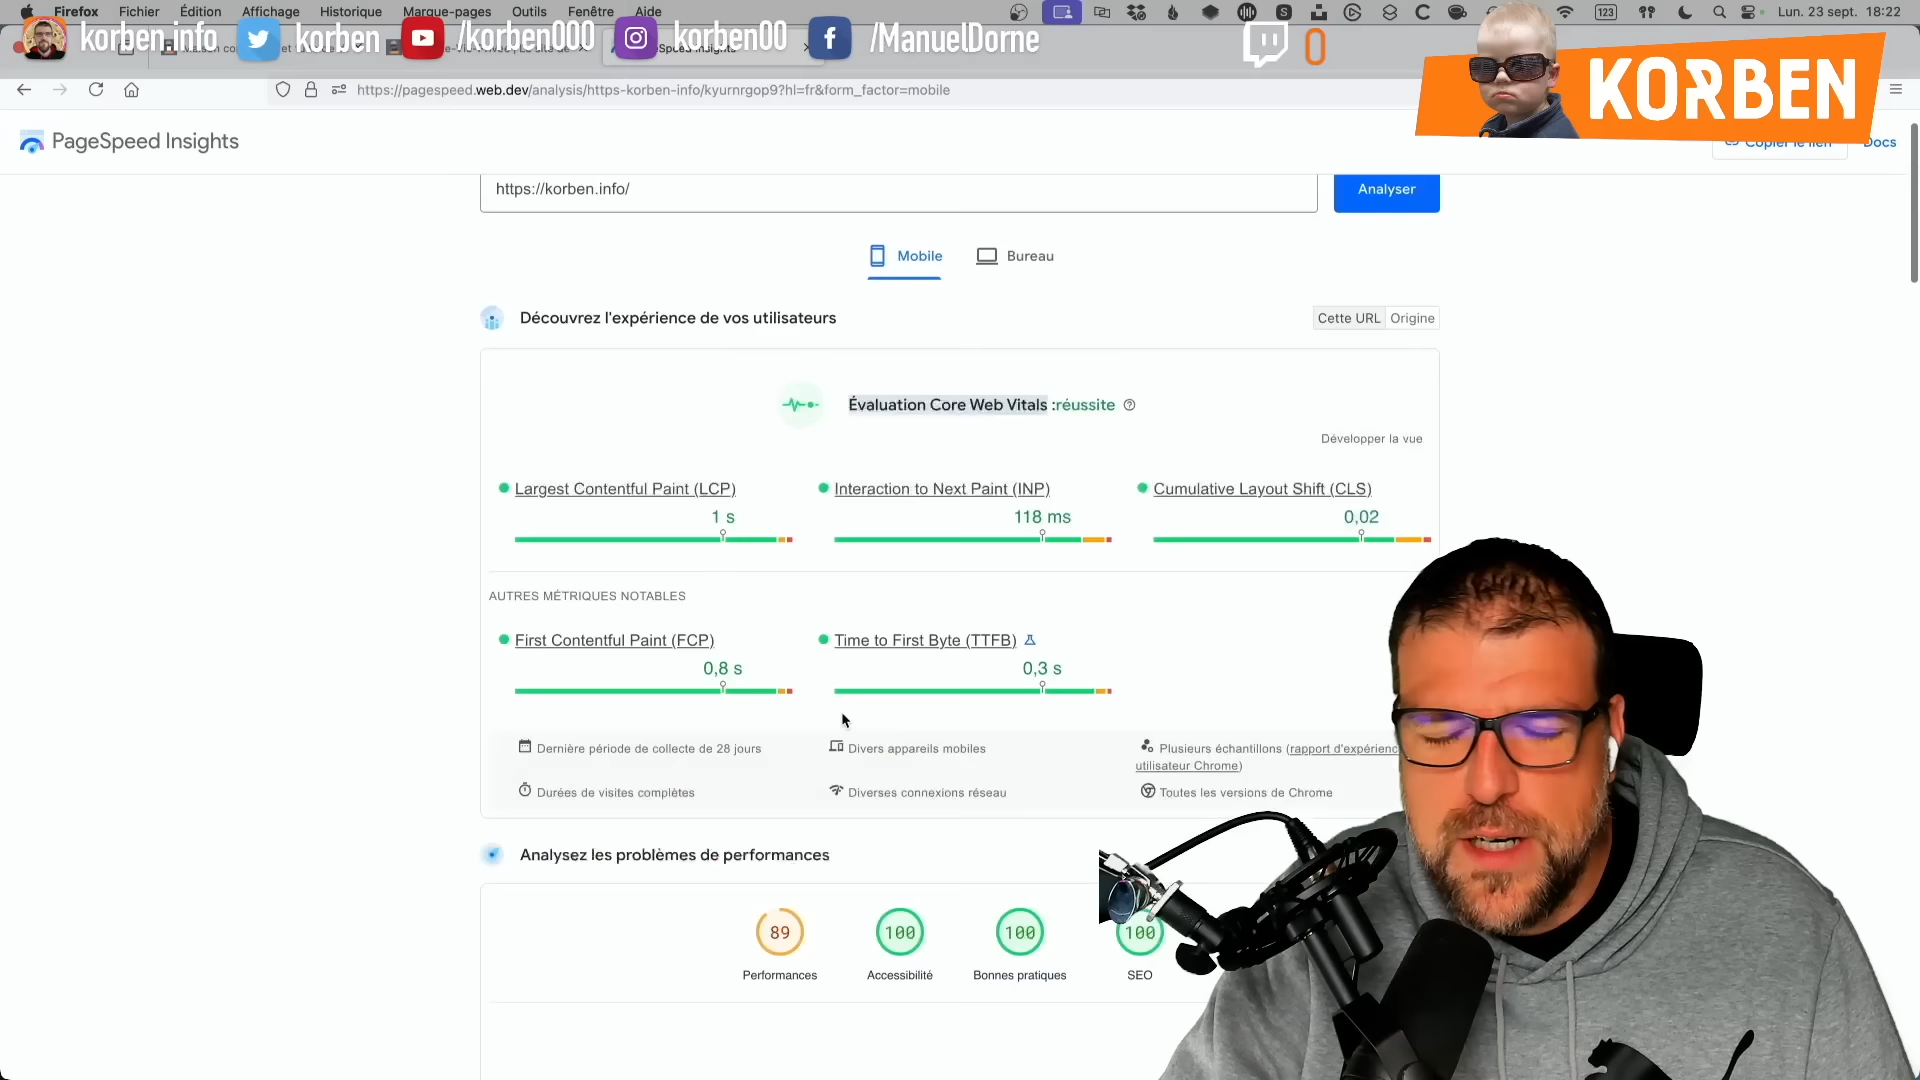 Firefox Fichier Édition Affichage Historique Marque-pages Outils Fenêtre Aide
123 Lun. 23 sept. 18:22
korben.info korben /korben000 korben00 /ManuelDorne 0
KORBEN
https://pagespeed.web.dev/analysis/https-korben-info/kyurnrgop9?hl=fr&form_factor=mobile
PageSpeed Insights
Copier le lien Docs
https://korben.info/
Analyser
Mobile Bureau
Découvrez l'expérience de vos utilisateurs
Cette URL Origine
Évaluation Core Web Vitals :réussite
Développer la vue
Largest Contentful Paint (LCP)
1 s
Interaction to Next Paint (INP)
118 ms
Cumulative Layout Shift (CLS)
0,02
AUTRES MÉTRIQUES NOTABLES
First Contentful Paint (FCP)
0,8 s
Time to First Byte (TTFB)
0,3 s
Dernière période de collecte de 28 jours
Divers appareils mobiles
Plusieurs échantillons (rapport d'expérienc
utilisateur Chrome)
Durées de visites complètes
Diverses connexions réseau
Toutes les versions de Chrome
Analysez les problèmes de performances
89
Performances
100
Accessibilité
100
Bonnes pratiques
100
SEO